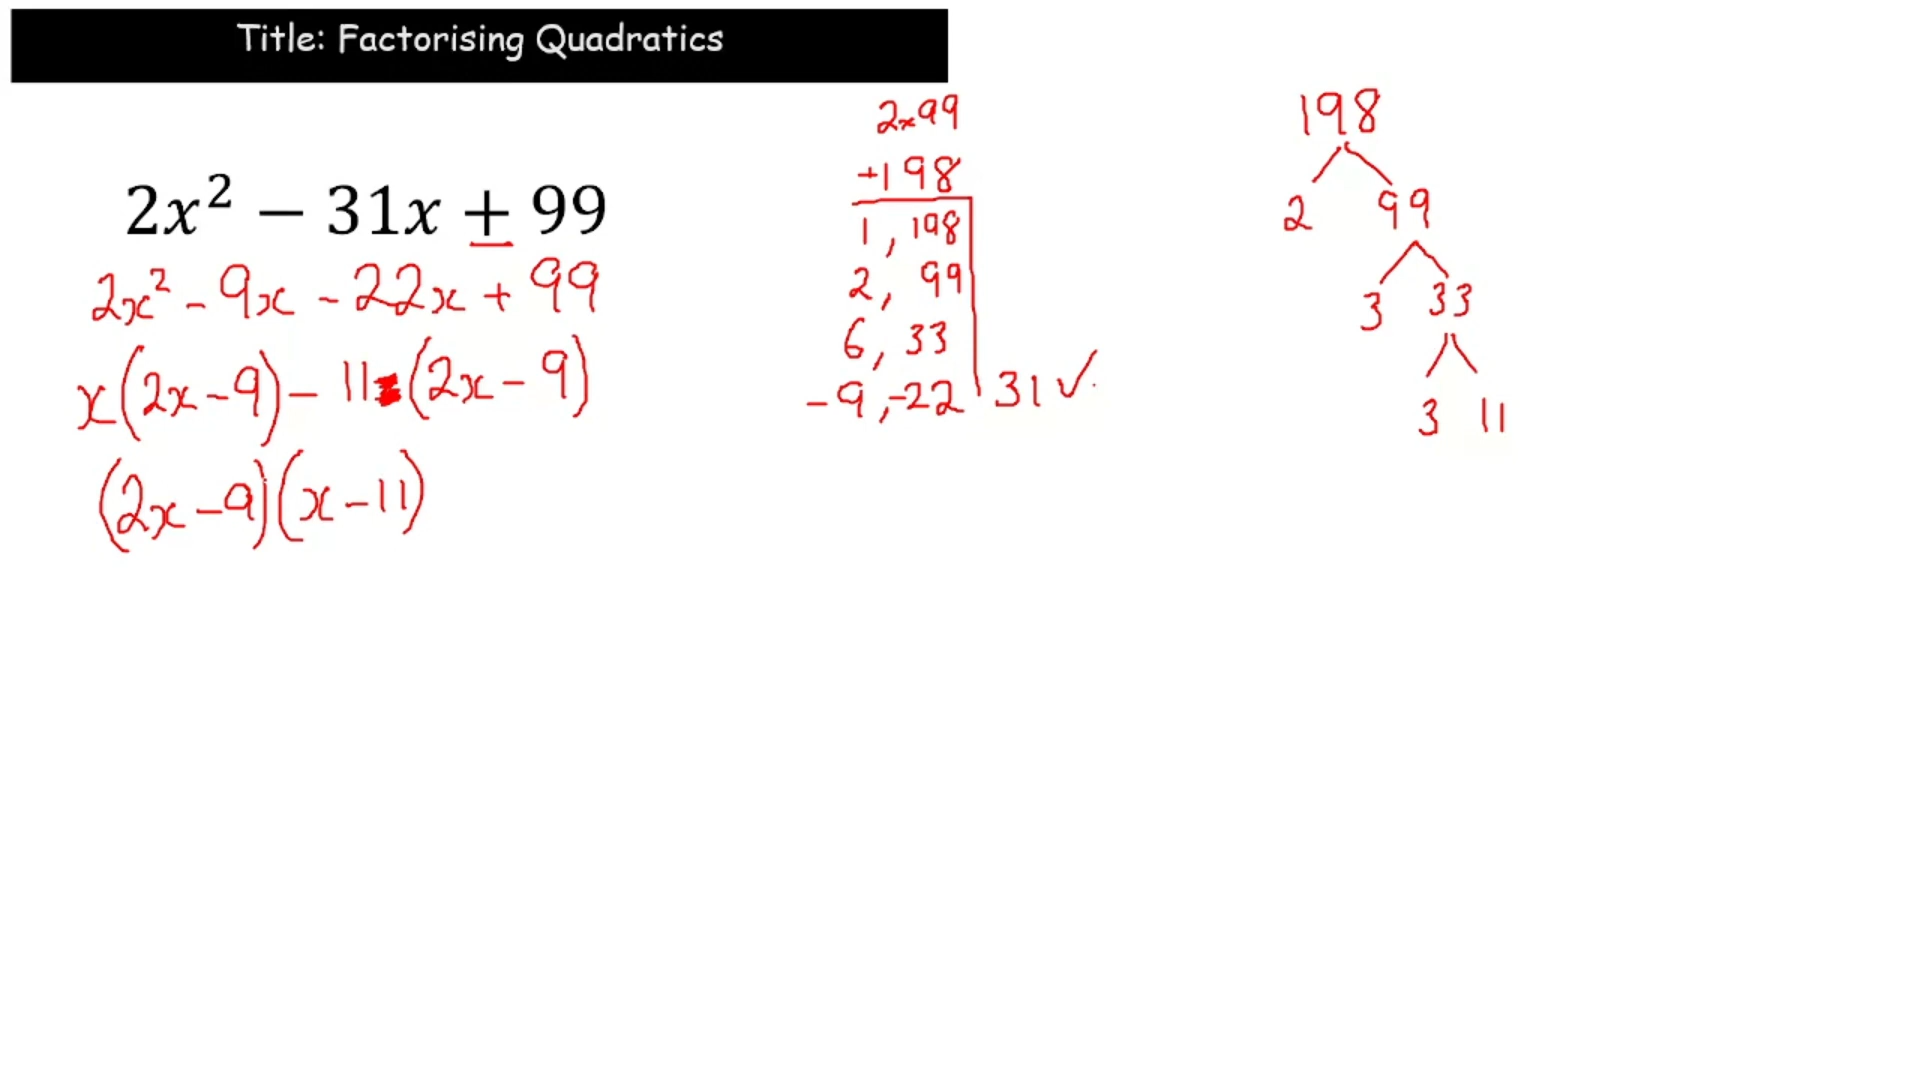 Title: Factorising Quadratics
2x² − 31x + 99
2x² - 9x - 22x + 99
x(2x - 9) - 11(2x - 9)
(2x - 9)(x - 11)
2×99
+198
1, 198
2, 99
6, 33
-9, -22 31 ✓
198
2 99
3 33
3 11